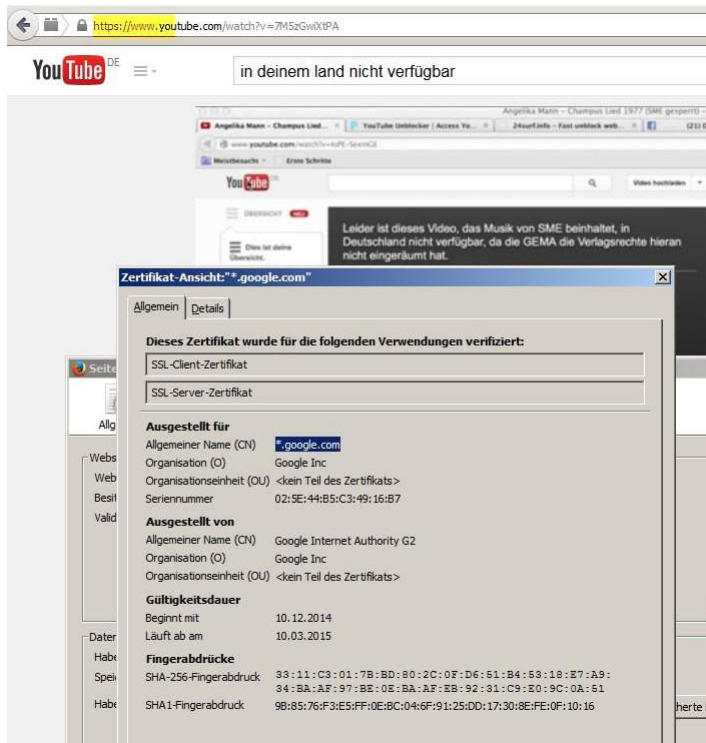 https://www.youtube.com/watch?v=7M5zGwiXtPA
YouTube DE
in deinem land nicht verfügbar
Angelika Mann - Champus Lied 1977 (SME gesperrt) -
Angelika Mann - Champus Lied...
YouTube Unblocker | Access Yo...
24surf.info - Fast unblock web...
(21)
Meistbesucht
Erste Schritte
YouTube
Video hochladen
ÜBERSICHT NEU
Dies ist deine
Übersicht.
Leider ist dieses Video, das Musik von SME beinhaltet, in
Deutschland nicht verfügbar, da die GEMA die Verlagsrechte hieran
nicht eingeräumt hat.
Zertifikat-Ansicht:"*.google.com"
Allgemein Details
Dieses Zertifikat wurde für die folgenden Verwendungen verifiziert:
SSL-Client-Zertifikat
SSL-Server-Zertifikat
Ausgestellt für
Allgemeiner Name (CN) *.google.com
Organisation (O) Google Inc
Organisationseinheit (OU) <kein Teil des Zertifikats>
Seriennummer 02:5E:44:B5:C3:49:16:B7
Ausgestellt von
Allgemeiner Name (CN) Google Internet Authority G2
Organisation (O) Google Inc
Organisationseinheit (OU) <kein Teil des Zertifikats>
Gültigkeitsdauer
Beginnt mit 10.12.2014
Läuft ab am 10.03.2015
Fingerabdrücke
SHA-256-Fingerabdruck 33:11:C3:01:7B:BD:80:2C:0F:D6:51:B4:53:18:E7:A9:
34:BA:AF:97:BE:0E:BA:AF:EB:92:31:C9:E0:9C:0A:51
SHA1-Fingerabdruck 9B:85:76:F3:E5:FF:0E:BC:04:6F:91:25:DD:17:30:8E:FE:0F:10:16
Seite
Allg
Webs
Web
Besit
Valid
Daten
Habe
Speic
Habe
herte